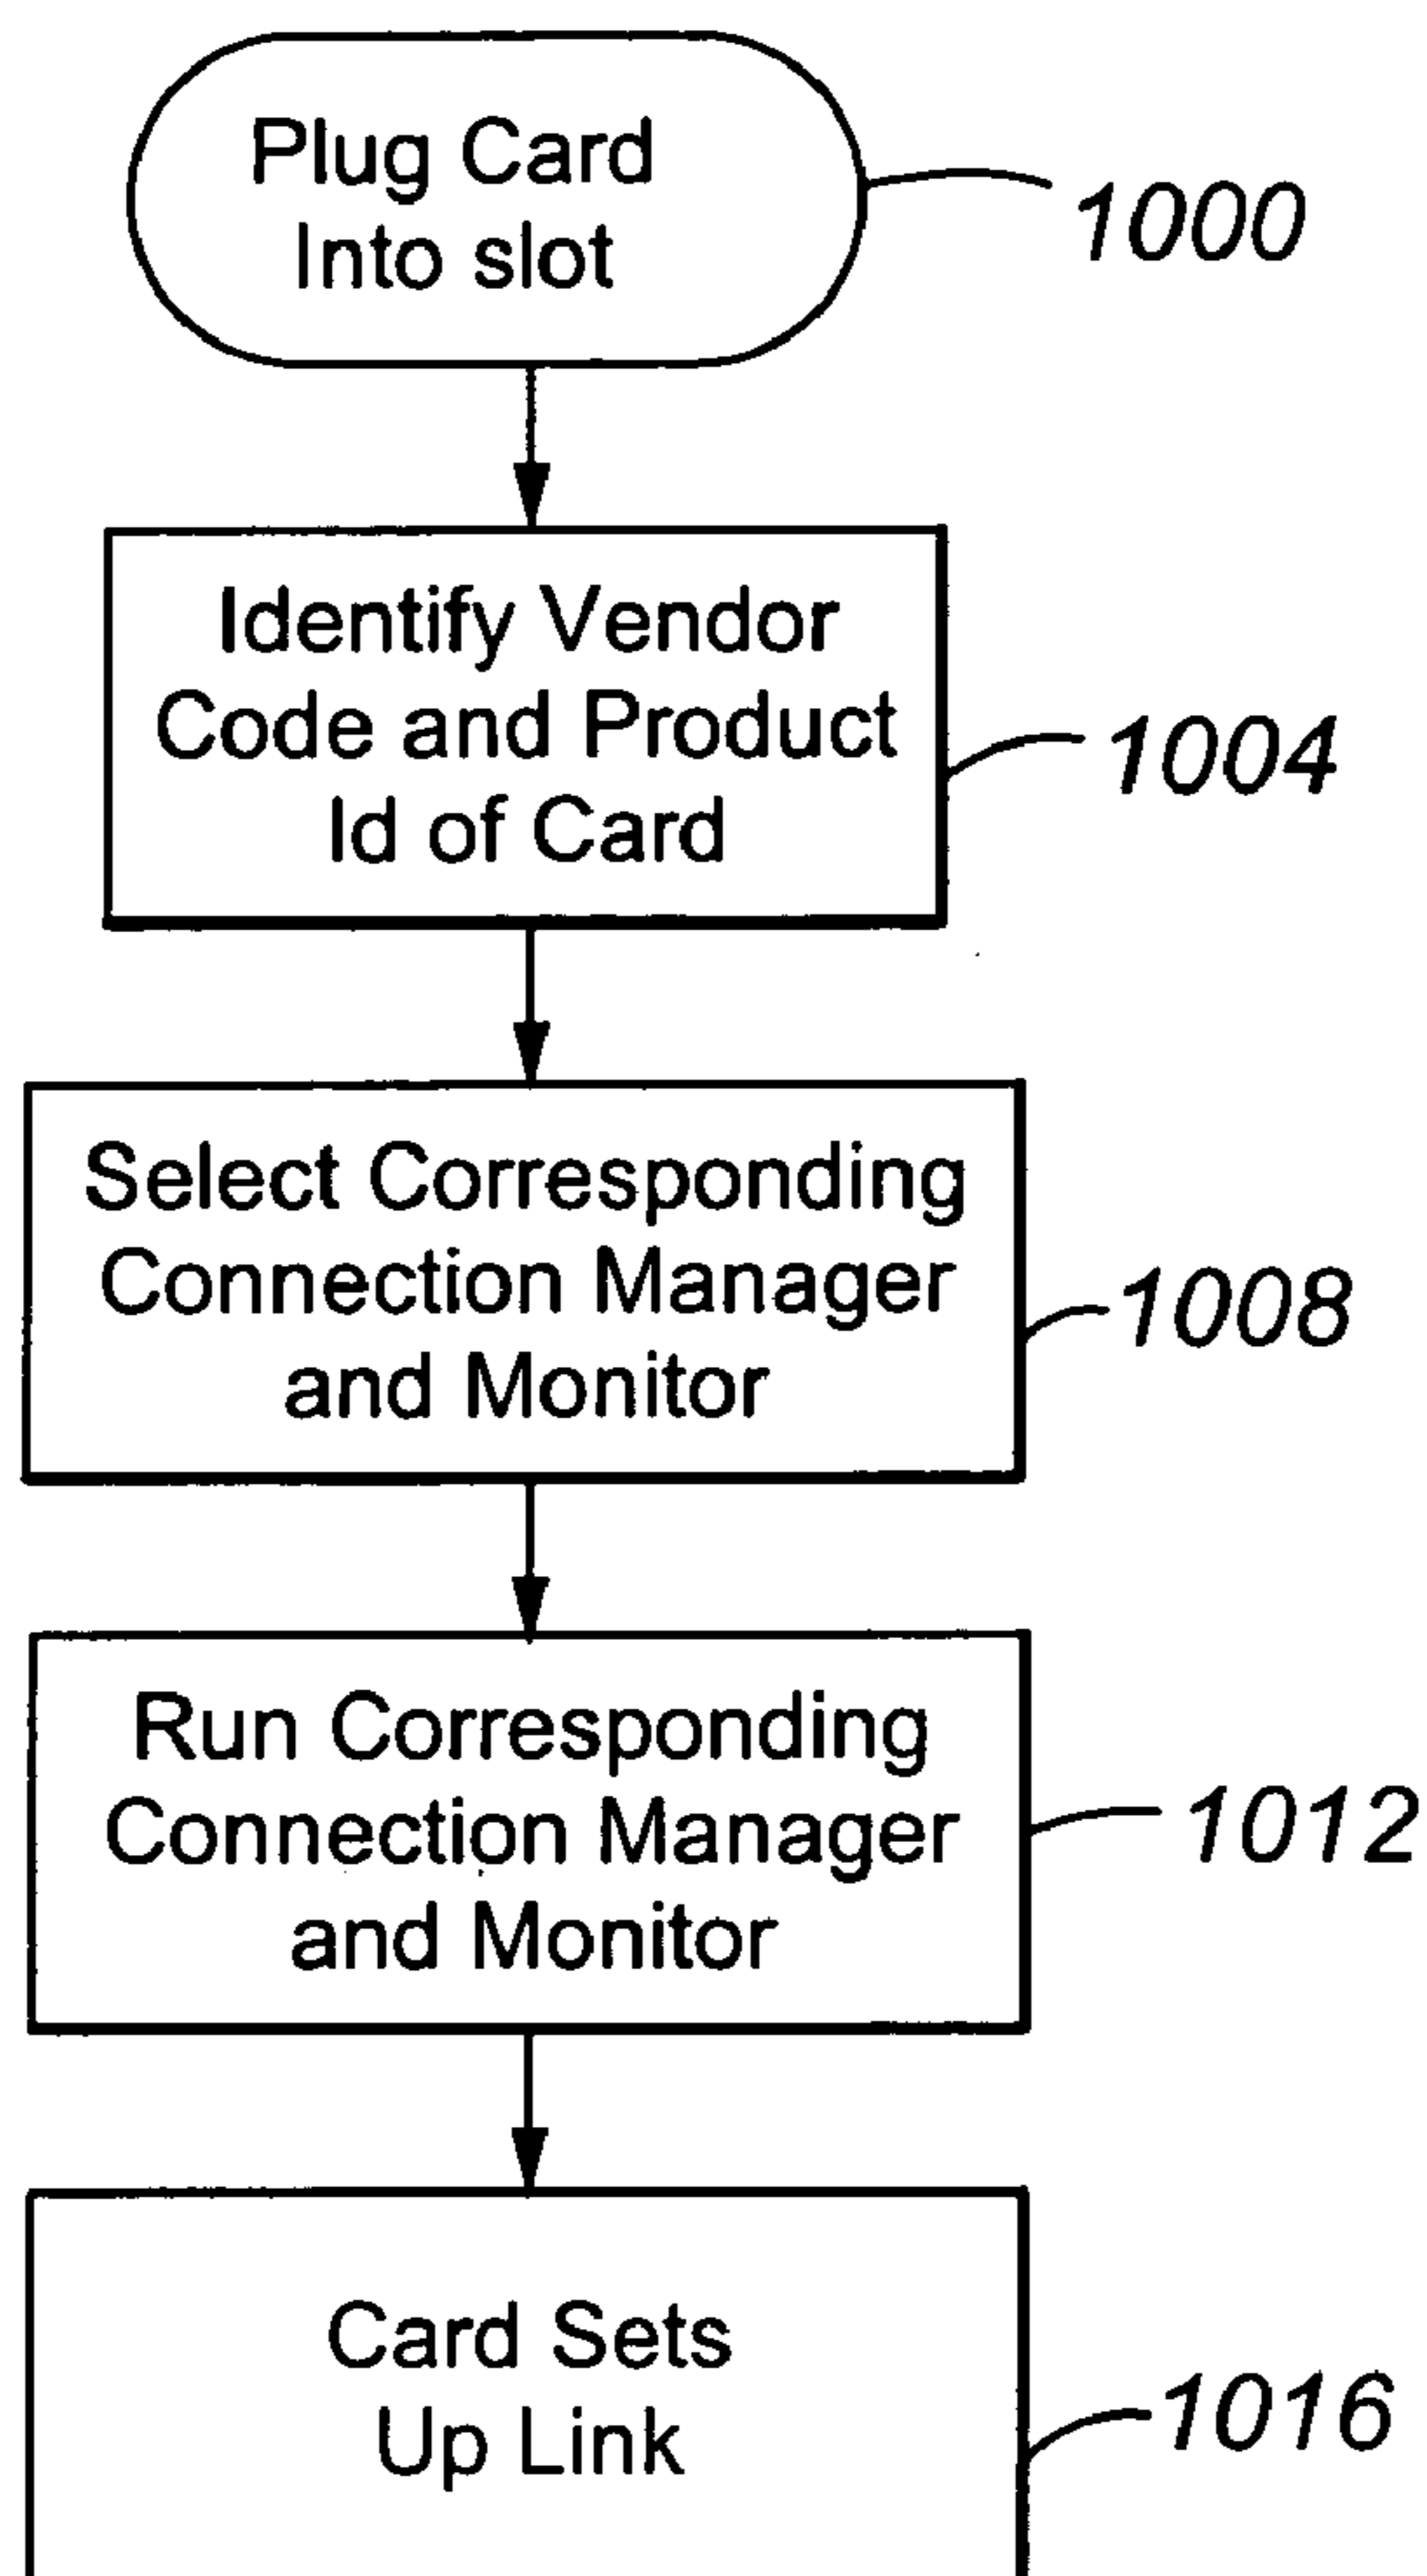 Plug Card
Into slot
1000
Identify Vendor
Code and Product
Id of Card
1004
Select Corresponding
Connection Manager
and Monitor
1008
Run Corresponding
Connection Manager
and Monitor
1012
Card Sets
Up Link
1016